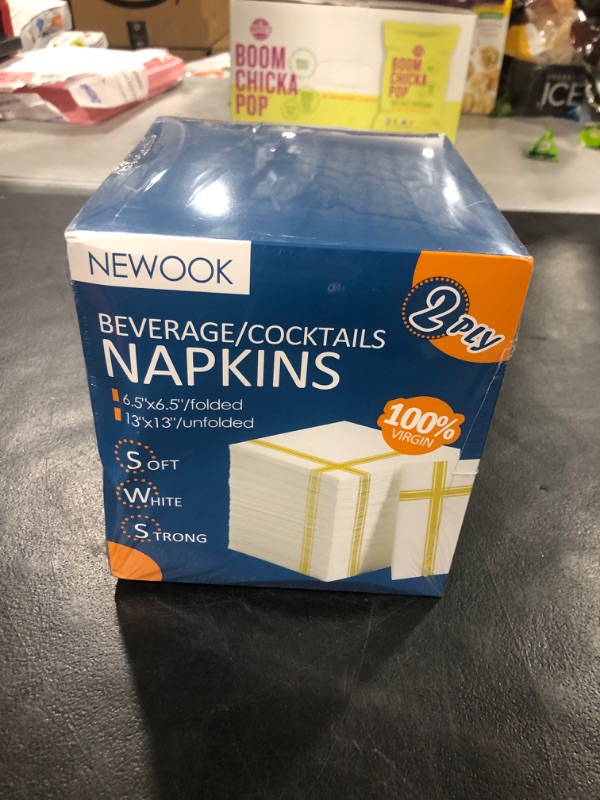 BOOM
CHICKA
POP
BOOM
CHICKA
POP
ICE
NEWOOK
2 PLY
BEVERAGE/COCKTAILS
NAPKINS
6.5"x6.5"/folded
13"x13"/unfolded
100%
VIRGIN
SOFT
WHITE
STRONG